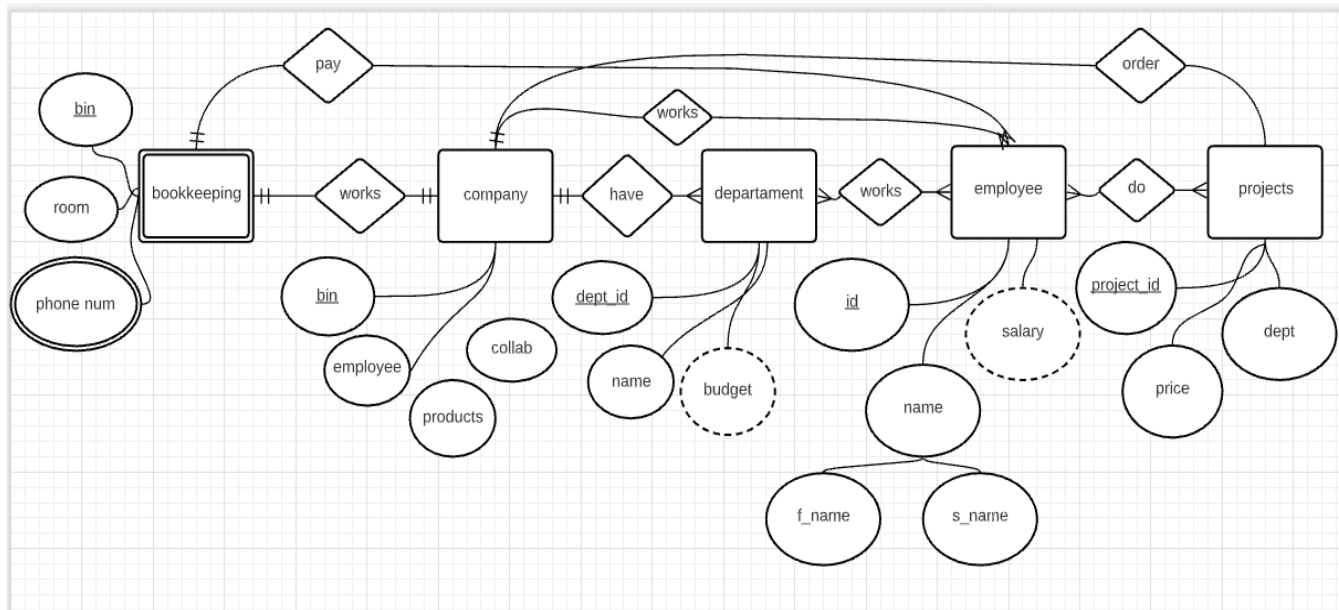 pay
order
works
bin
bookkeeping
works
company
have
departament
works
employee
do
projects
room
phone num
bin
employee
collab
products
dept_id
name
budget
id
salary
name
f_name
s_name
project_id
price
dept